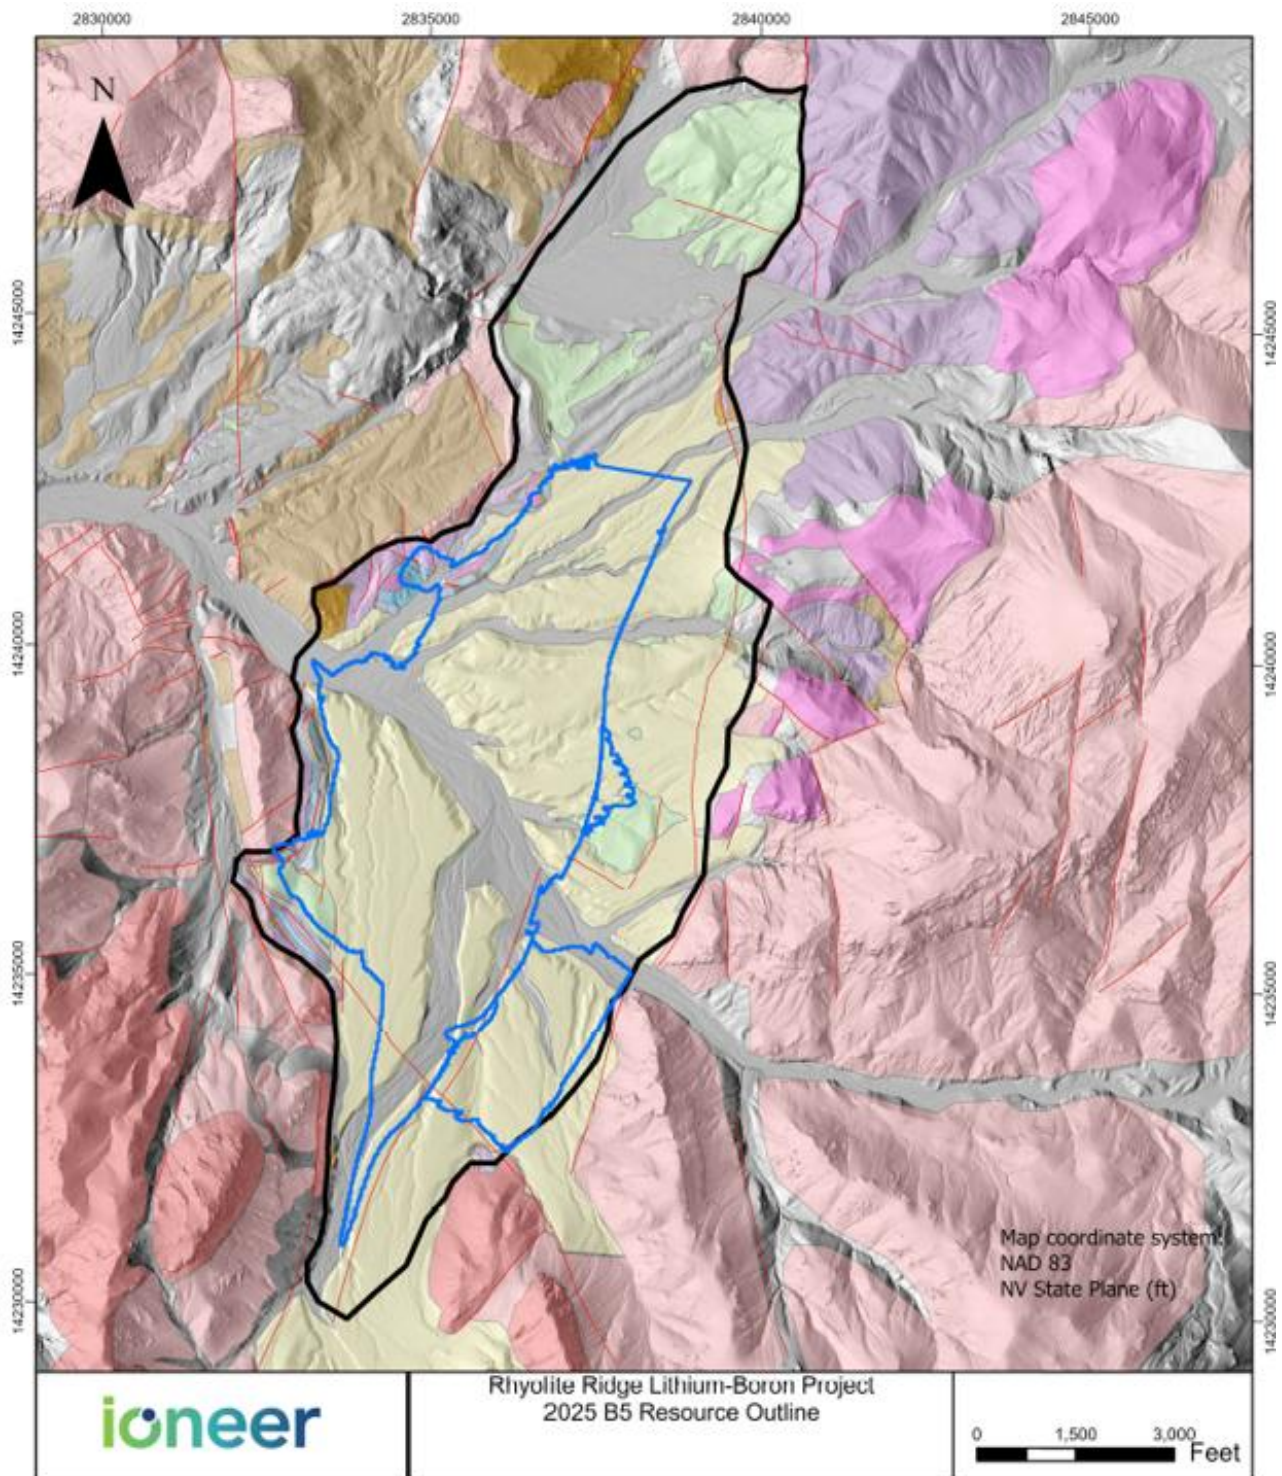 2830000 2835000 2840000 2845000
N
14245000 14245000
14240000 14240000
14235000 14235000
14230000 14230000
Map coordinate system:
NAD 83
NV State Plane (ft)
ioneer
Rhyolite Ridge Lithium-Boron Project
2025 B5 Resource Outline
0 1,500 3,000
Feet